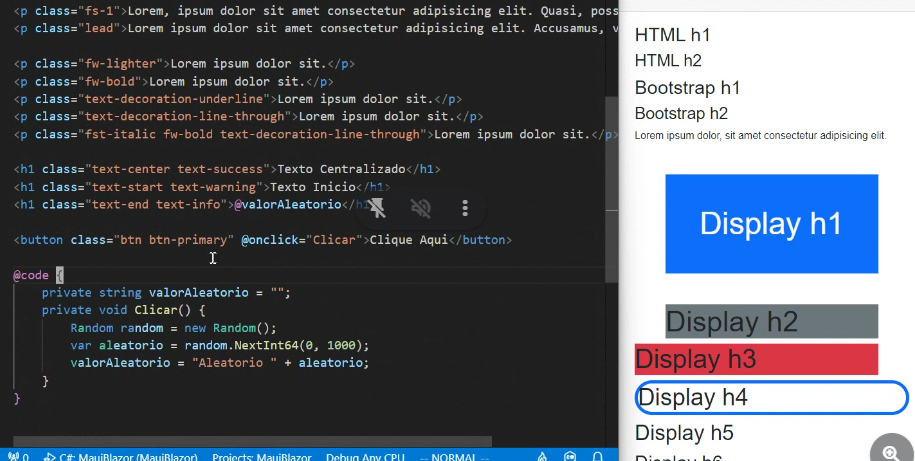 <p class="fs-1">Lorem, ipsum dolor sit amet consectetur adipisicing elit. Quasi, poss
<p class="lead">Lorem ipsum dolor sit amet consectetur adipisicing elit. Accusamus, v
<p class="fw-lighter">Lorem ipsum dolor sit.</p>
<p class="fw-bold">Lorem ipsum dolor sit.</p>
<p class="text-decoration-underline">Lorem ipsum dolor sit.</p>
<p class="text-decoration-line-through">Lorem ipsum dolor sit.</p>
<p class="fst-italic fw-bold text-decoration-line-through">Lorem ipsum dolor sit.</p>
<h1 class="text-center text-success">Texto Centralizado</h1>
<h1 class="text-start text-warning">Texto Inicio</h1>
<h1 class="text-end text-info">@valorAleatorio</h1>
<button class="btn btn-primary" @onclick="Clicar">Clique Aqui</button>
@code {
private string valorAleatorio = "";
private void Clicar() {
Random random = new Random();
var aleatorio = random.NextInt64(0, 1000);
valorAleatorio = "Aleatorio " + aleatorio;
}
}
0 C#: MauiBlazor (MauiBlazor) Projects: MauiBlazor Debug Any CPU -- NORMAL --
HTML h1
HTML h2
Bootstrap h1
Bootstrap h2
Lorem ipsum dolor, sit amet consectetur adipisicing elit.
Display h1
Display h2
Display h3
Display h4
Display h5
Display h6